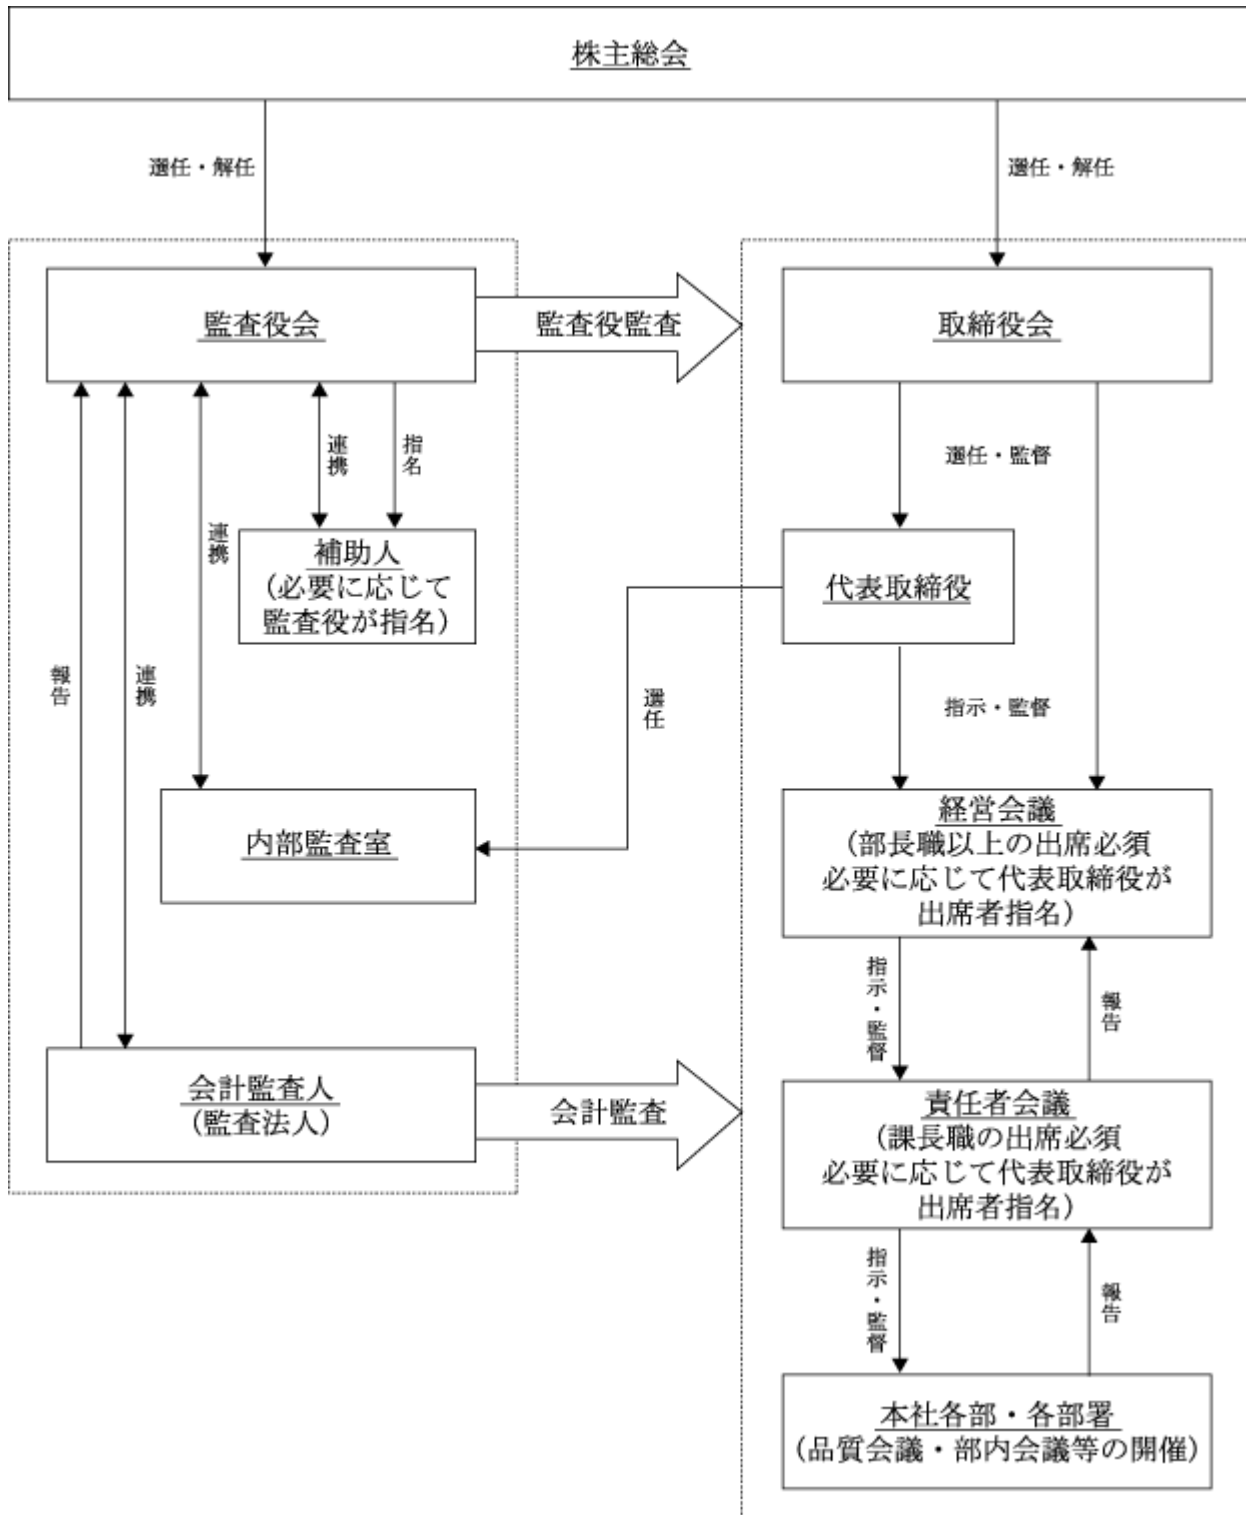 株主総会
選任・解任
選任・解任
監査役会
監査役監査
取締役会
連携
指名
選任・監督
連携
補助人
(必要に応じて
監査役が指名)
代表取締役
報告
連携
選任
指示・監督
内部監査室
経営会議
(部長職以上の出席必須
必要に応じて代表取締役が
出席者指名)
指示・監督
報告
会計監査人
(監査法人)
会計監査
責任者会議
(課長職の出席必須
必要に応じて代表取締役が
出席者指名)
指示・監督
報告
本社各部・各部署
(品質会議・部内会議等の開催)